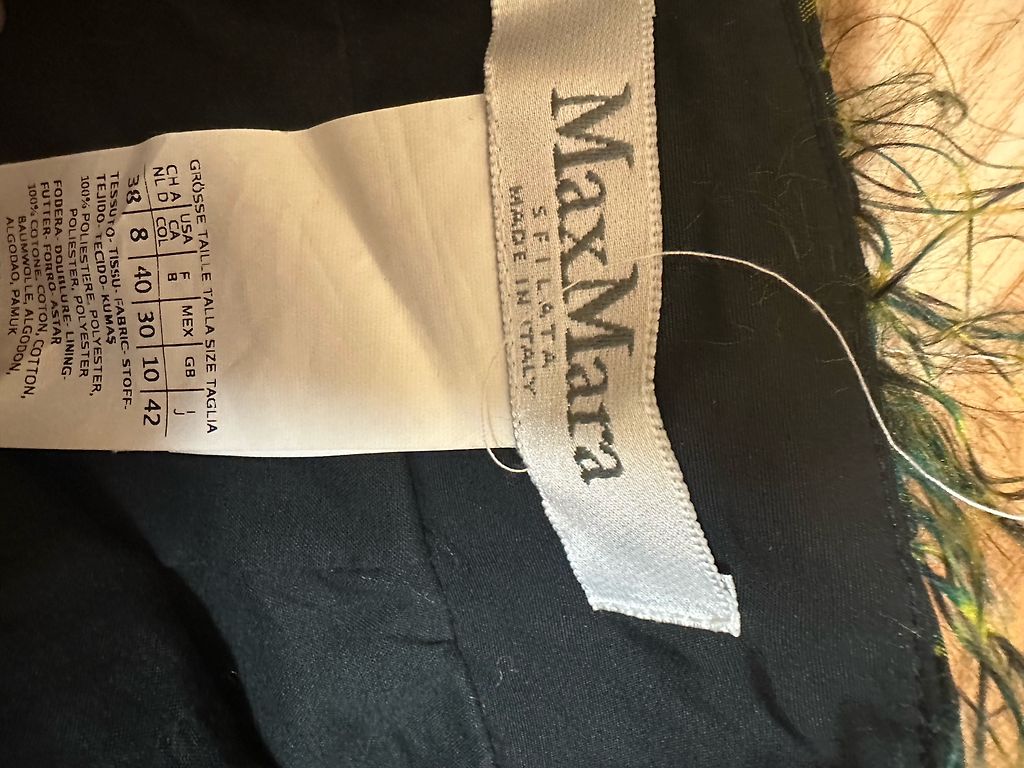 MaxMara
SFILATA
MADE IN ITALY
GRÖSSE TAILLE TALLA SIZE TAGLIA
CH A USA F MEX GB I
NL D CA B J
COL
38 8 40 30 10 42
TESSUTO-TISSU-FABRIC-STOFF-
TEJIDO-TECIDO-KUMAŞ
100% POLIESTERE, POLYESTER,
POLIESTER, POLYESTER
FODERA-DOUBLURE-LINING-
FUTTER-FORRO-ASTAR
100% COTONE, COTON, COTTON,
BAUMWOLLE, ALGODON,
ALGODAO, PAMUK